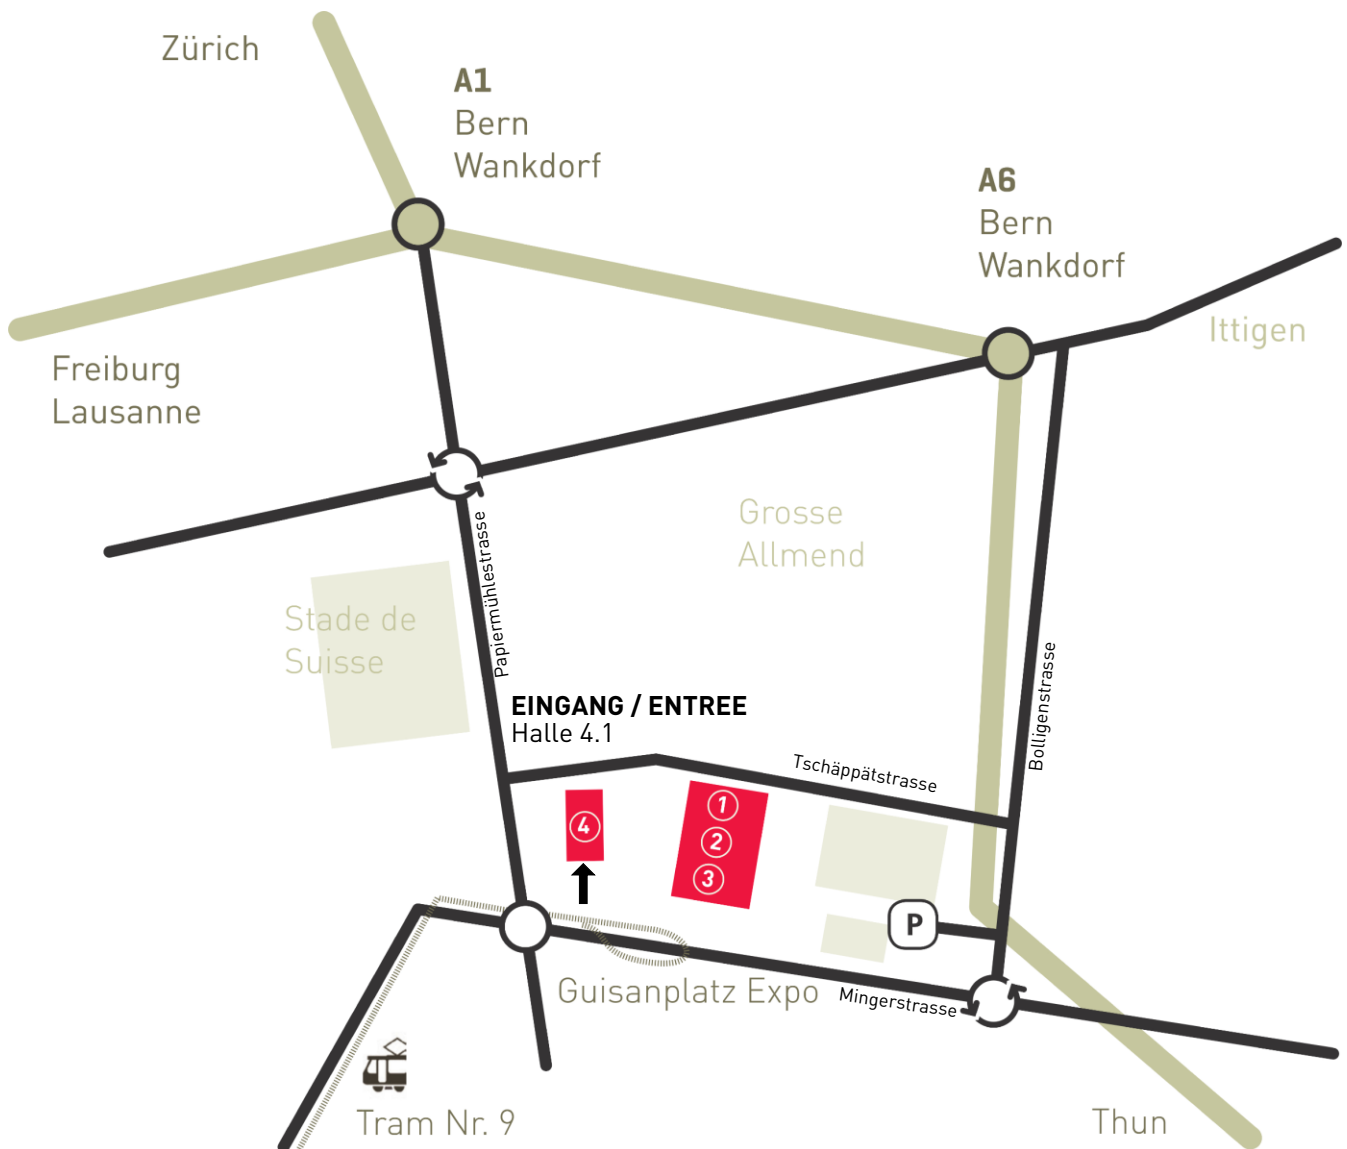 Zürich
A1
Bern
Wankdorf
A6
Bern
Wankdorf
Ittigen
Freiburg
Lausanne
Grosse
Allmend
Papiermühlestrasse
Stade de
Suisse
Bolligenstrasse
EINGANG / ENTREE
Halle 4.1
Tschäppätstrasse
1
4
2
3
P
Guisanplatz Expo
Mingerstrasse
Tram Nr. 9
Thun